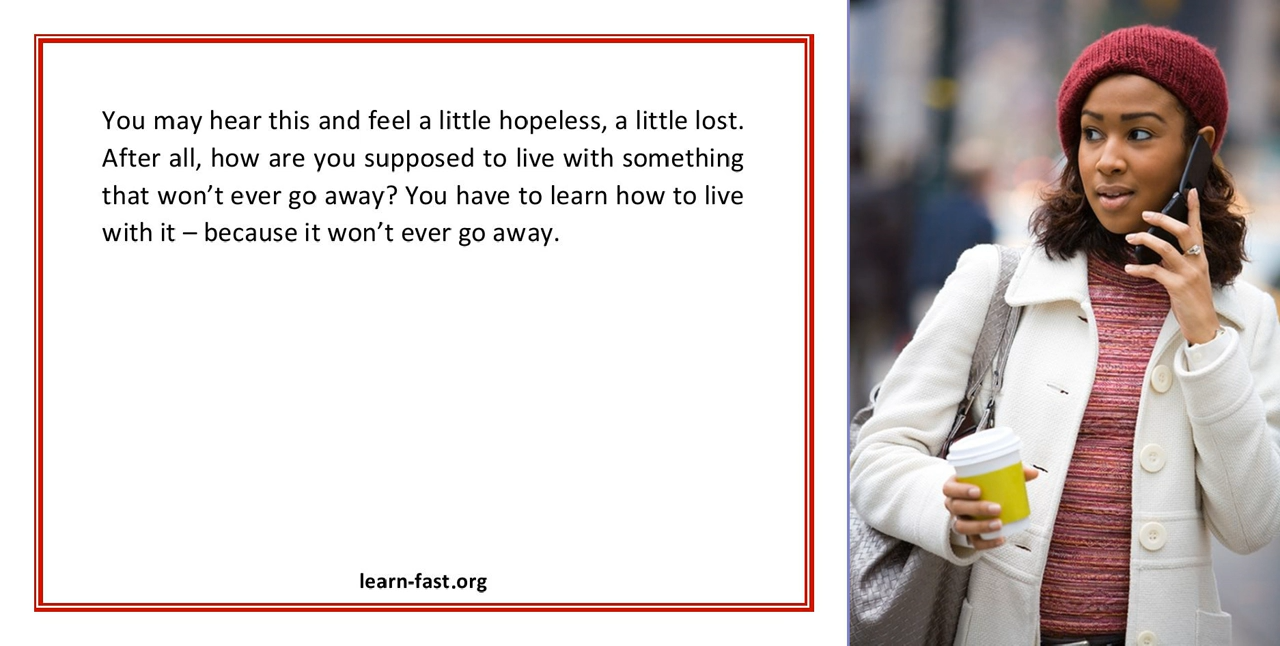 You may hear this and feel a little hopeless, a little lost.
After all, how are you supposed to live with something
that won’t ever go away? You have to learn how to live
with it – because it won’t ever go away.
learn-fast.org